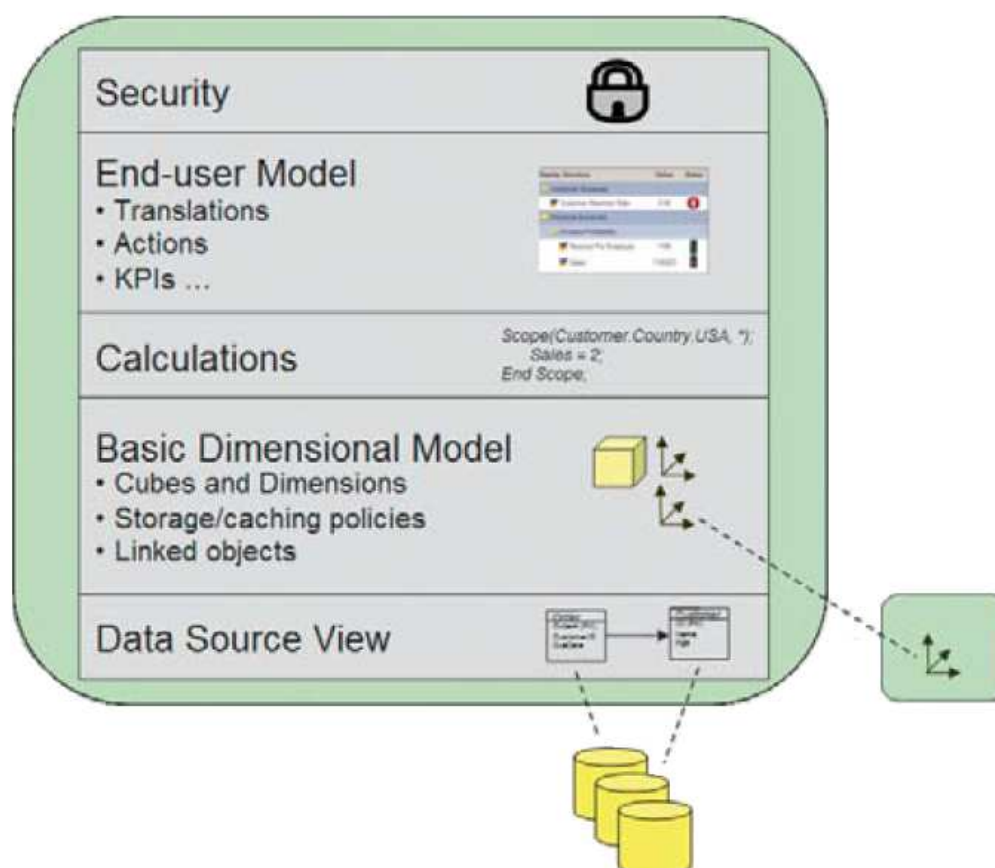 Security
End-user Model
• Translations
• Actions
• KPIs ...
Calculations
Scope(Customer.Country.USA, *);
Sales = 2;
End Scope;
Basic Dimensional Model
• Cubes and Dimensions
• Storage/caching policies
• Linked objects
Data Source View